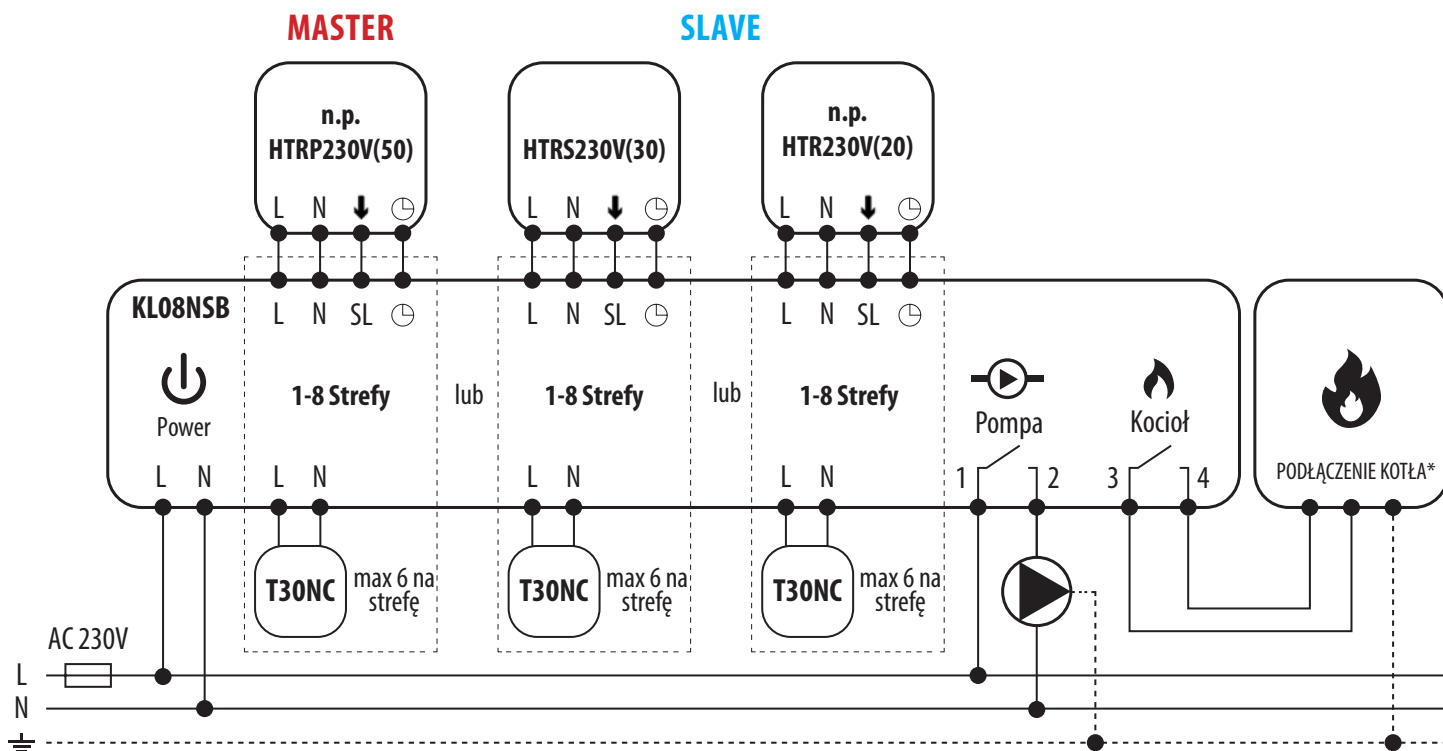 MASTER
SLAVE
n.p.
HTRP230V(50)
HTRS230V(30)
n.p.
HTR230V(20)
L N
L N
L N
KL08NSB
L N SL
L N SL
L N SL
Power
1-8 Strefy
lub
1-8 Strefy
lub
1-8 Strefy
Pompa
Kocioł
PODŁĄCZENIE KOTŁA*
L N
L N
L N
L N
1 2
3 4
T30NC
max 6 na
strefę
T30NC
max 6 na
strefę
T30NC
max 6 na
strefę
AC 230V
L
N